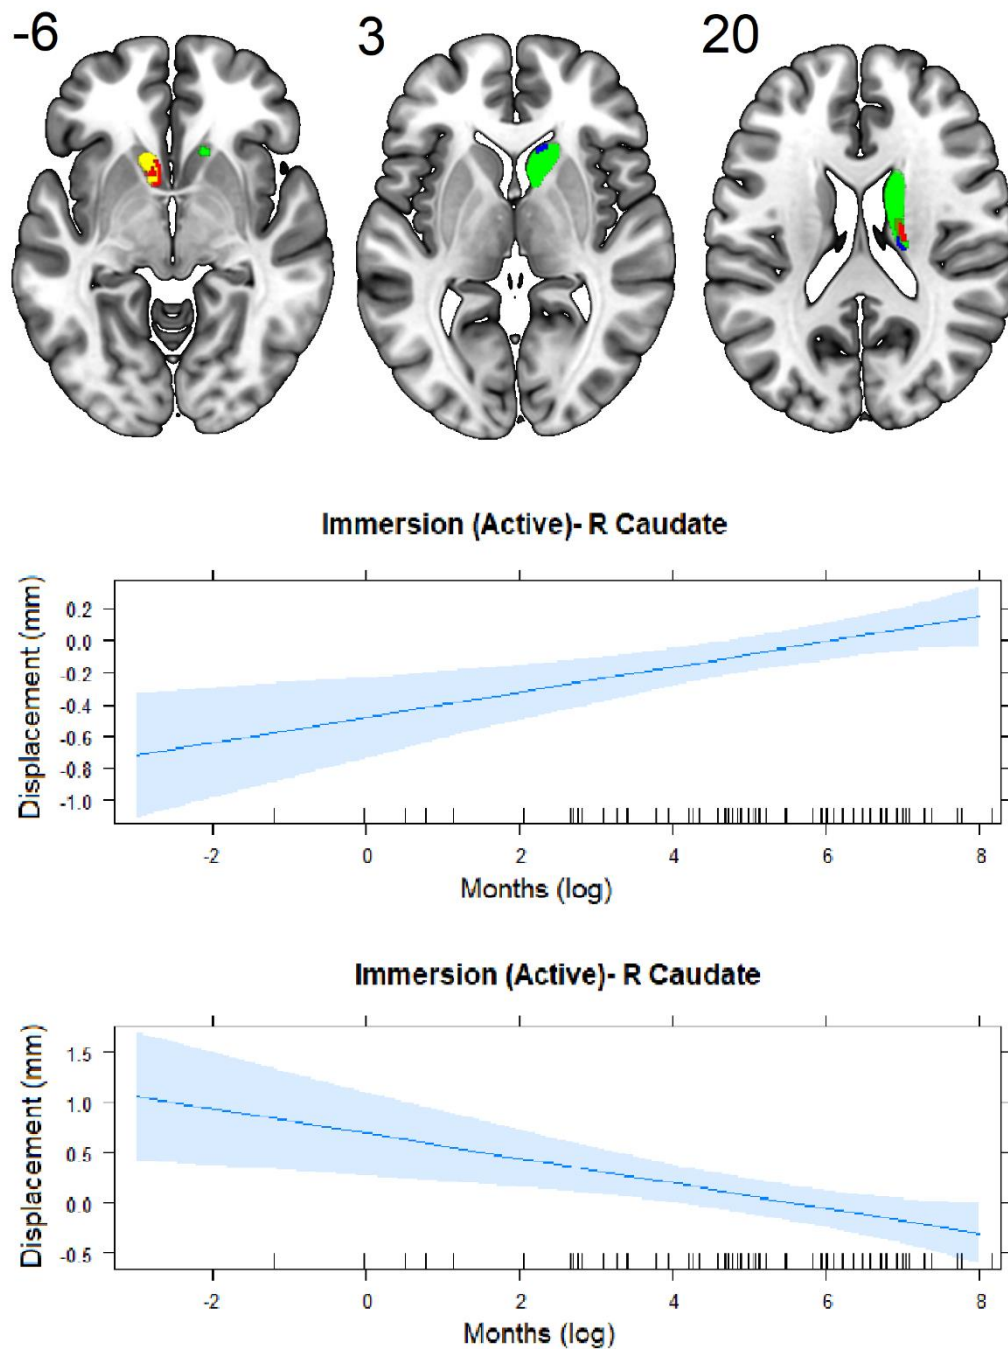 -6 3 20
Immersion (Active)- R Caudate
Displacement (mm)
0.2
0.0
-0.2
-0.4
-0.6
-0.8
-1.0
-2 0 2 4 6 8
Months (log)
Immersion (Active)- R Caudate
Displacement (mm)
1.5
1.0
0.5
0.0
-0.5
-2 0 2 4 6 8
Months (log)